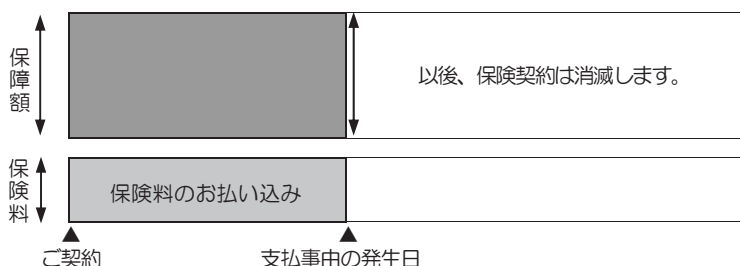 保障額
以後、保険契約は消滅します。
保険料
保険料のお払い込み
ご契約
支払事由の発生日